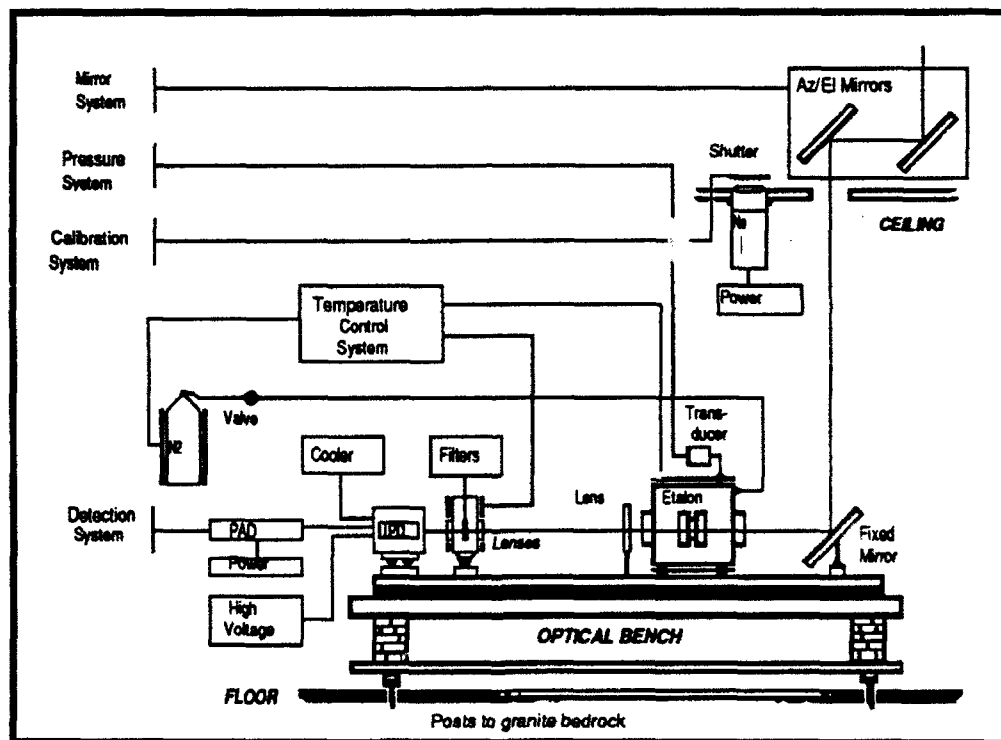 Mirror
System
Az/El Mirrors
Pressure
System
Shutter
CEILING
Calibration
System
Ne
Power
Temperature
Control
System
Valve
N2
Trans-
ducer
Cooler
Filters
Detection
System
PAD
Power
I.P.D.
Lenses
Lens
Etalon
Fixed
Mirror
High
Voltage
OPTICAL BENCH
FLOOR
Posts to granite bedrock